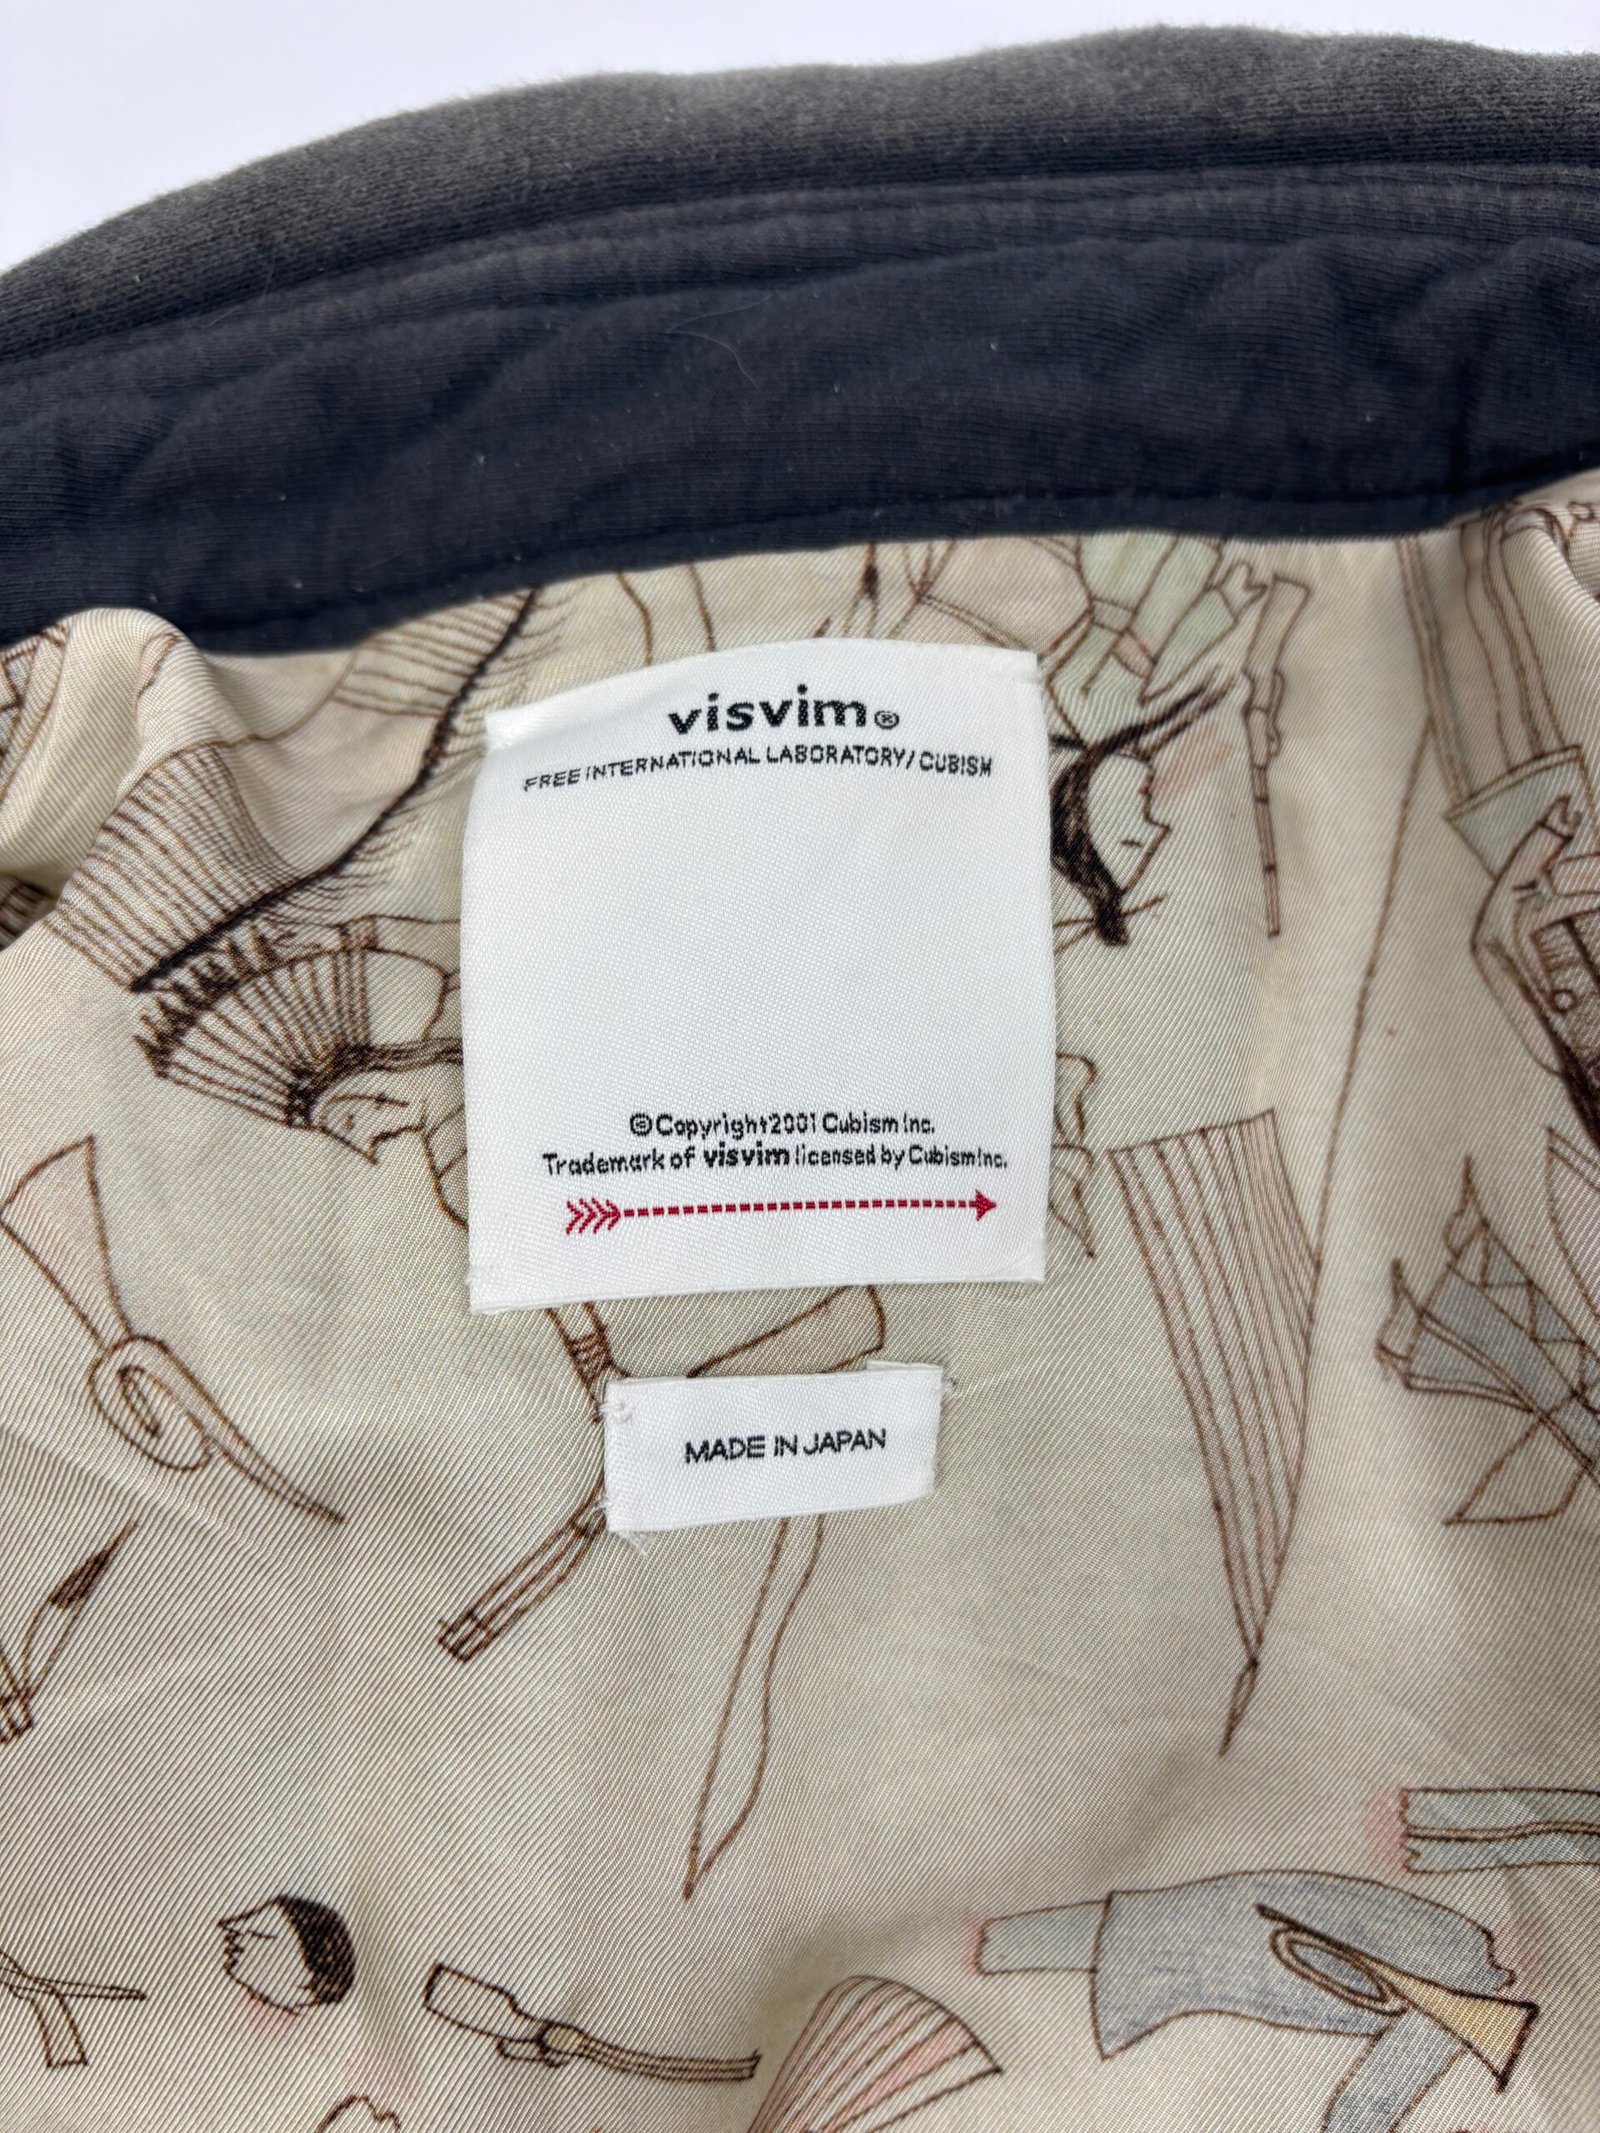 visvim®
FREE INTERNATIONAL LABORATORY/ CUBISM
©Copyright2001 Cubism Inc.
Trademark of visvim licensed by Cubism Inc.
MADE IN JAPAN